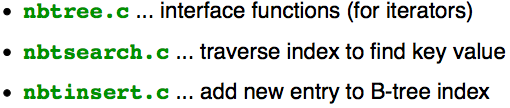 • nbtree.c ... interface functions (for iterators)
• nbtsearch.c ... traverse index to find key value
• nbtinsert.c ... add new entry to B-tree index